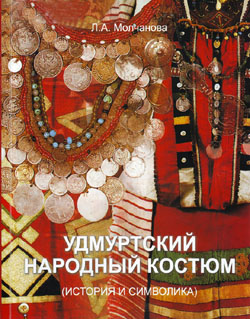 Л.А. Молчанова
УДМУРТСКИЙ
НАРОДНЫЙ КОСТЮМ
(ИСТОРИЯ И СИМВОЛИКА)